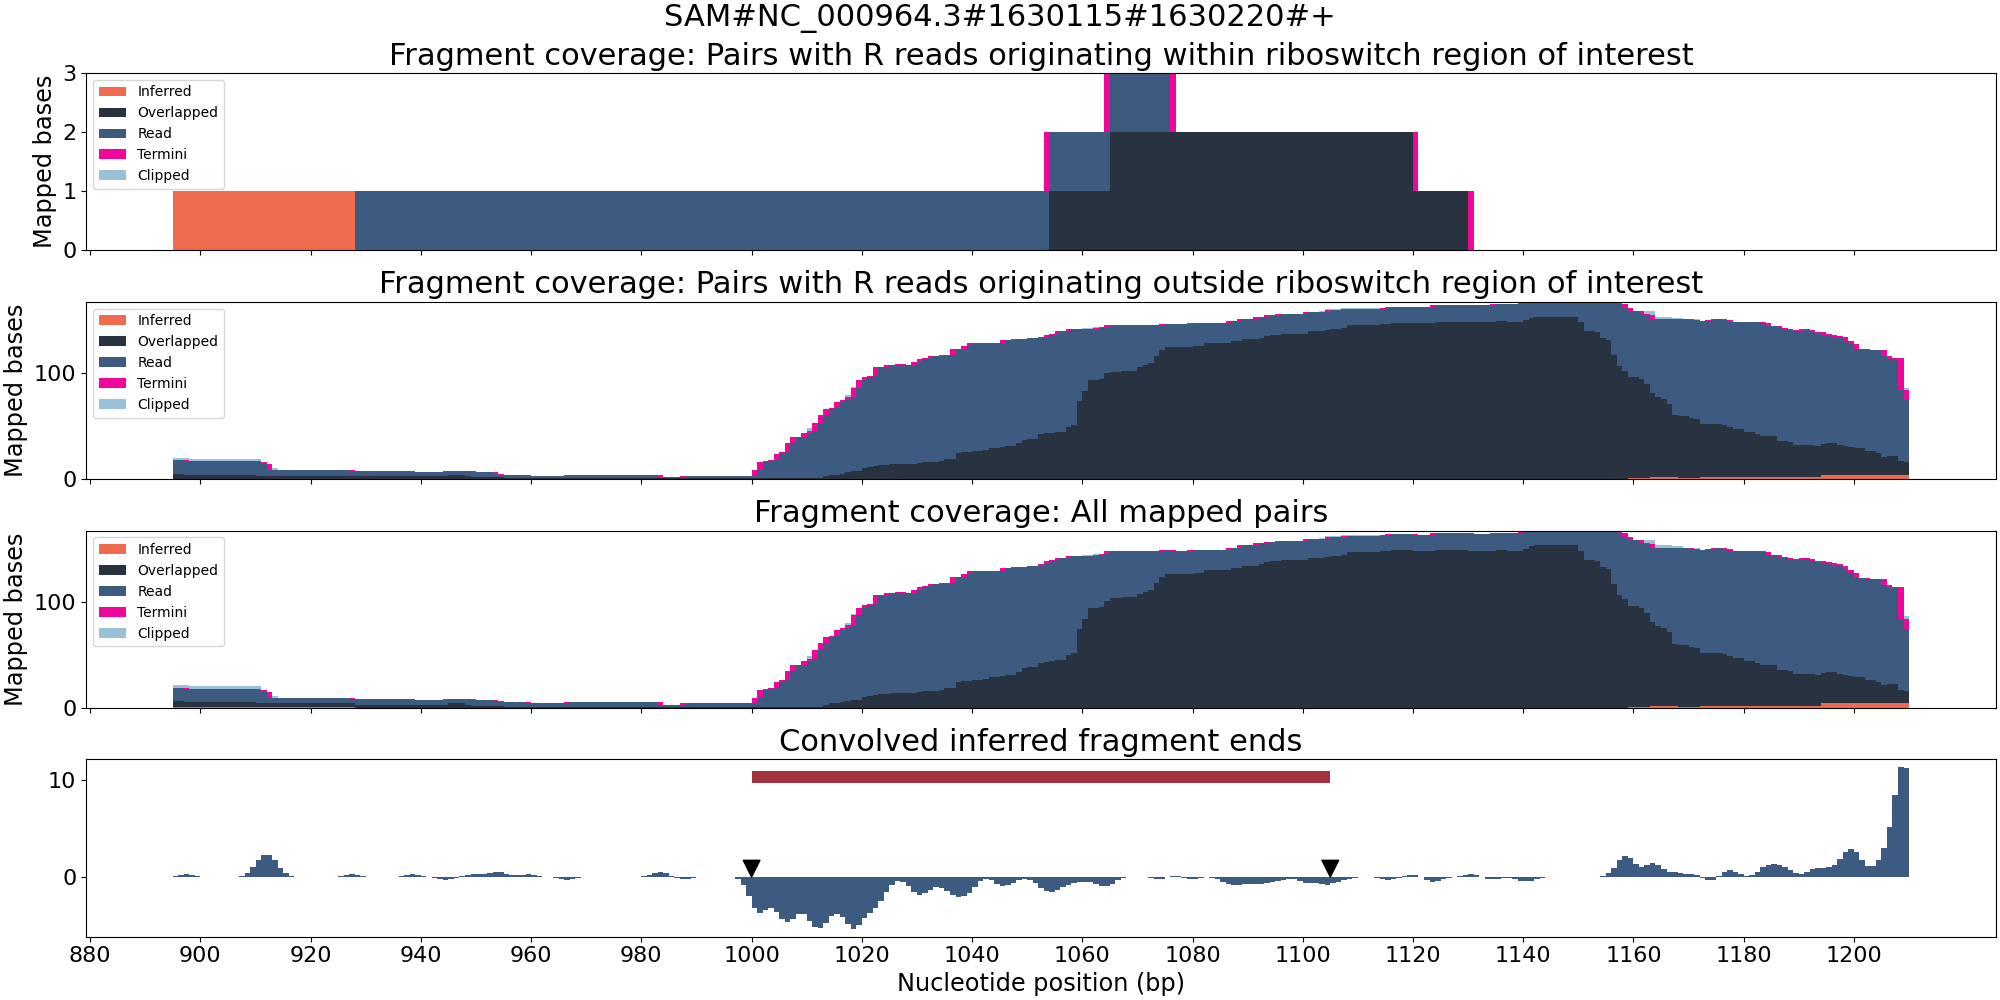 SAM#NC_000964.3#1630115#1630220#+
Fragment coverage: Pairs with R reads originating within riboswitch region of interest
Mapped bases
3
2
1
0
Inferred
Overlapped
Read
Termini
Clipped
Fragment coverage: Pairs with R reads originating outside riboswitch region of interest
Mapped bases
100
0
Inferred
Overlapped
Read
Termini
Clipped
Fragment coverage: All mapped pairs
Mapped bases
100
0
Inferred
Overlapped
Read
Termini
Clipped
Convolved inferred fragment ends
10
0
880 900 920 940 960 980 1000 1020 1040 1060 1080 1100 1120 1140 1160 1180 1200
Nucleotide position (bp)